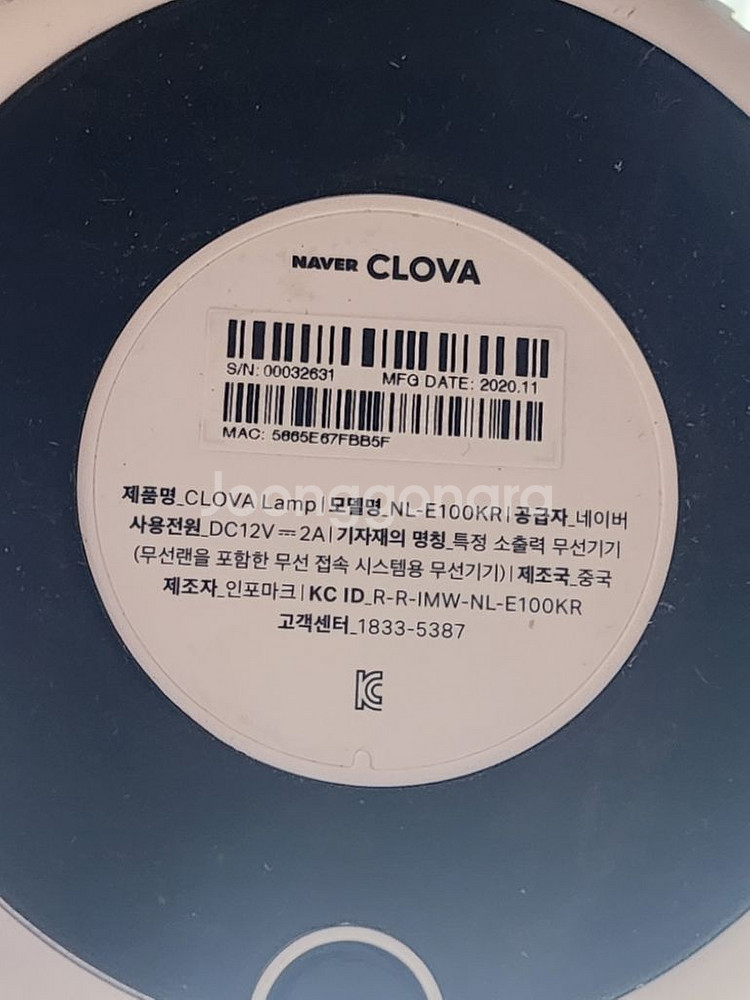 NAVER CLOVA
S/N: 00032631 MFG DATE: 2020.11
MAC: 5665E67FBB5F
Joonggonara
제품명_CLOVA Lamp | 모델명_NL-E100KR | 공급자_네이버
사용전원_DC12V⎓2A | 기자재의 명칭_특정 소출력 무선기기
(무선랜을 포함한 무선 접속 시스템용 무선기기) | 제조국_중국
제조자_인포마크 | KC ID_R-R-IMW-NL-E100KR
고객센터_1833-5387